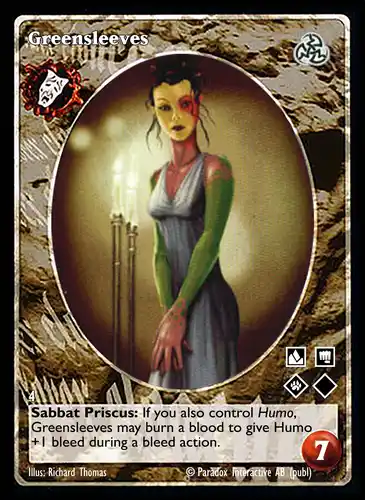 Greensleeves
4
Sabbat Priscus: If you also control Humo,
Greensleeves may burn a blood to give Humo
+1 bleed during a bleed action.
7
Illus: Richard Thomas © Paradox Interactive AB (publ)